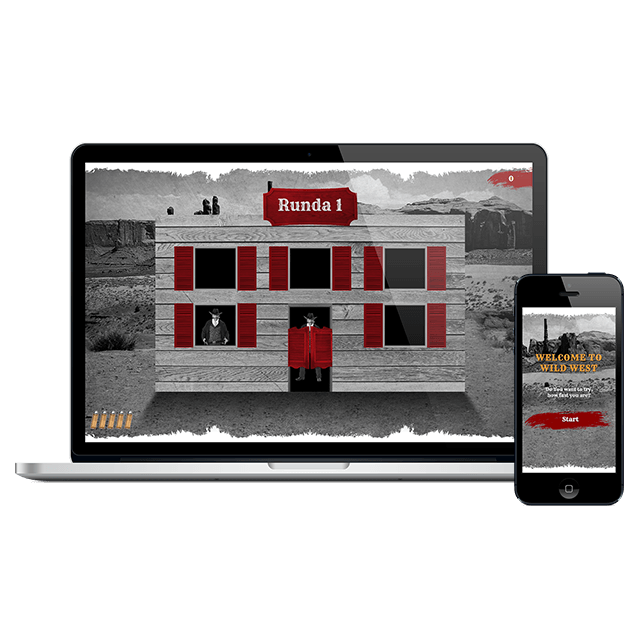 0
Runda 1
WELCOME TO
WILD WEST
Do You want to try,
how fast you are?
Start